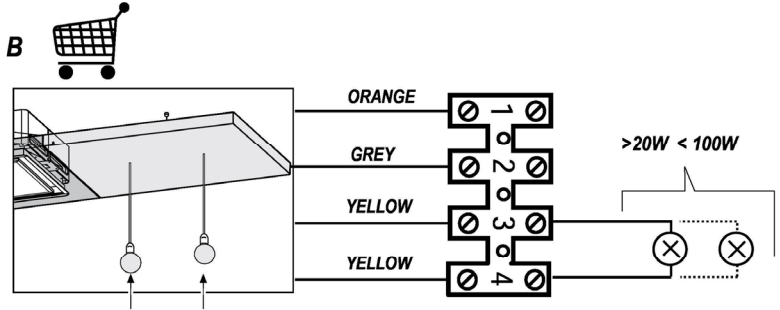 B
ORANGE
1
GREY
2
>20W < 100W
YELLOW
3
YELLOW
4